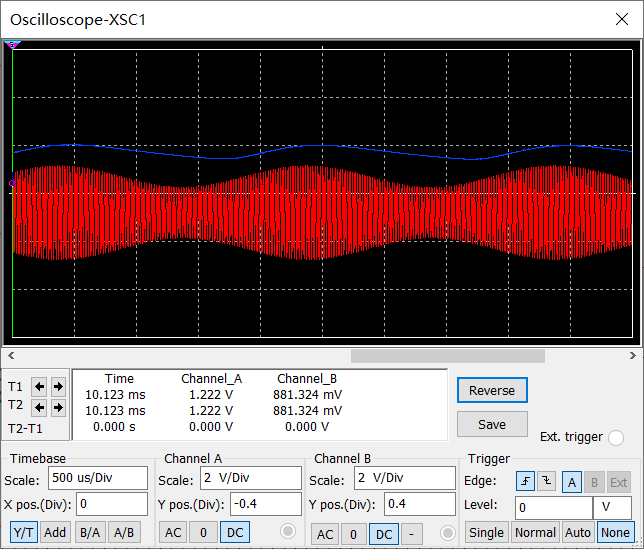 Oscilloscope-XSC1
Time Channel_A Channel_B
T1 10.123 ms 1.222 V 881.324 mV
T2 10.123 ms 1.222 V 881.324 mV
T2-T1 0.000 s 0.000 V 0.000 V
Reverse
Save
Ext. trigger
Timebase Channel A Channel B Trigger
Scale: 500 us/Div Scale: 2 V/Div Scale: 2 V/Div Edge: A B Ext
X pos.(Div): 0 Y pos.(Div): -0.4 Y pos.(Div): 0.4 Level: 0 V
Y/T Add B/A A/B AC 0 DC AC 0 DC - Single Normal Auto None